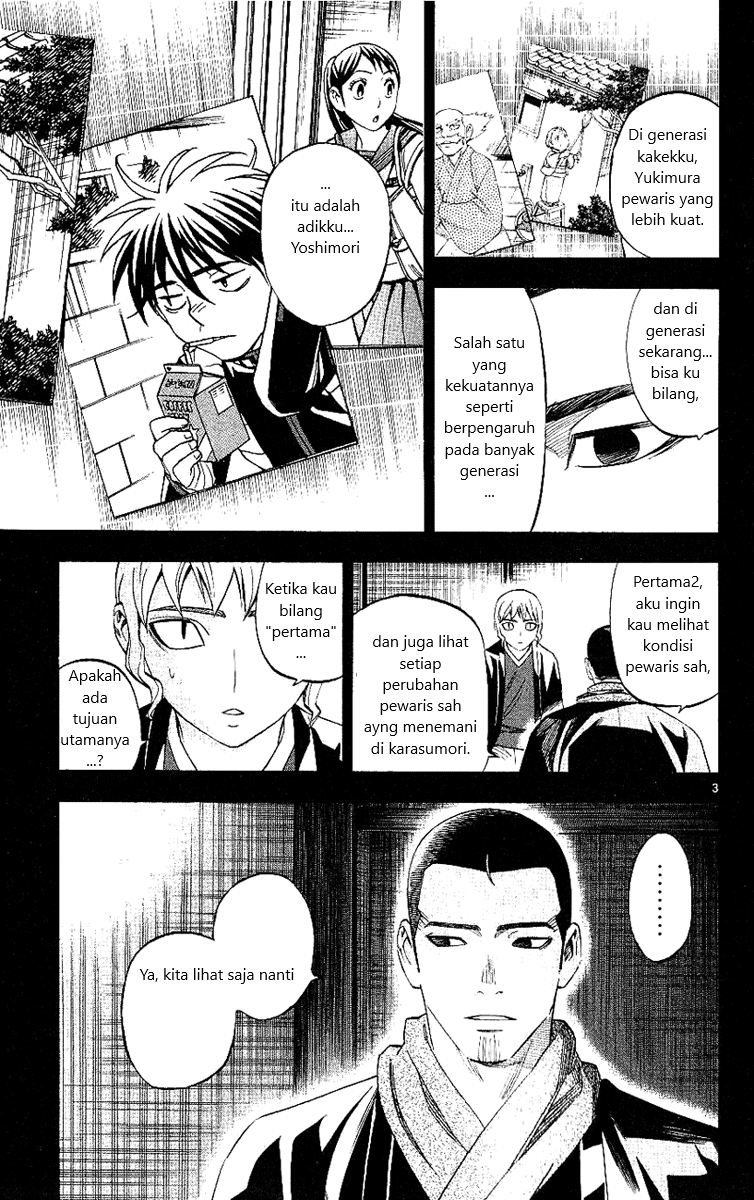 Di generasi
kakekku,
Yukimura
pewaris yang
lebih kuat.
dan di
generasi
sekarang...
bisa ku
bilang,
Salah satu
yang
kekuatannya
seperti
berpengaruh
pada banyak
generasi
...
...
itu adalah
adikku...
Yoshimori
Pertama2,
aku ingin
kau melihat
kondisi
pewaris sah,
dan juga lihat
setiap
perubahan
pewaris sah
ayng menemani
di karasumori.
Ketika kau
bilang
"pertama"
...
Apakah
ada
tujuan
utamanya
...?
3
.........
Ya, kita lihat saja nanti